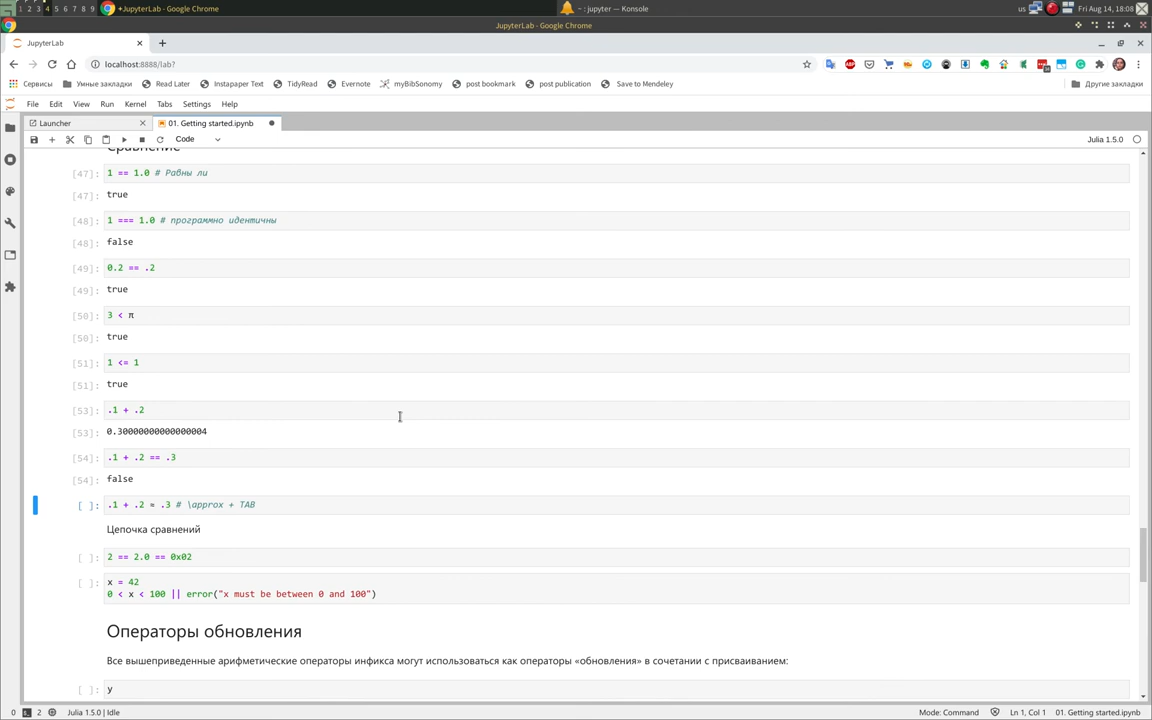 1 2 3 4 5 6 7 8 9
+JupyterLab - Google Chrome
~ : jupyter — Konsole
us
Fri Aug 14, 18:08
JupyterLab - Google Chrome
JupyterLab
localhost:8888/lab?
Сервисы
Умные закладки
Read Later
Instapaper Text
TidyRead
Evernote
myBibSonomy
post bookmark
post publication
Save to Mendeley
Другие закладки
File Edit View Run Kernel Tabs Settings Help
Launcher
01. Getting started.ipynb
Code
Julia 1.5.0
Сравнение
[47]: 1 == 1.0 # Равны ли
[47]: true
[48]: 1 === 1.0 # программно идентичны
[48]: false
[49]: 0.2 == .2
[49]: true
[50]: 3 < π
[50]: true
[51]: 1 <= 1
[51]: true
[53]: .1 + .2
[53]: 0.30000000000000004
[54]: .1 + .2 == .3
[54]: false
[ ]: .1 + .2 ≈ .3 # \approx + TAB
Цепочка сравнений
[ ]: 2 == 2.0 == 0x02
[ ]: x = 42
0 < x < 100 || error("x must be between 0 and 100")
Операторы обновления
Все вышеприведенные арифметические операторы инфикса могут использоваться как операторы «обновления» в сочетании с присваиванием:
[ ]: y
0
2
Julia 1.5.0 | Idle
Mode: Command
Ln 1, Col 1
01. Getting started.ipynb